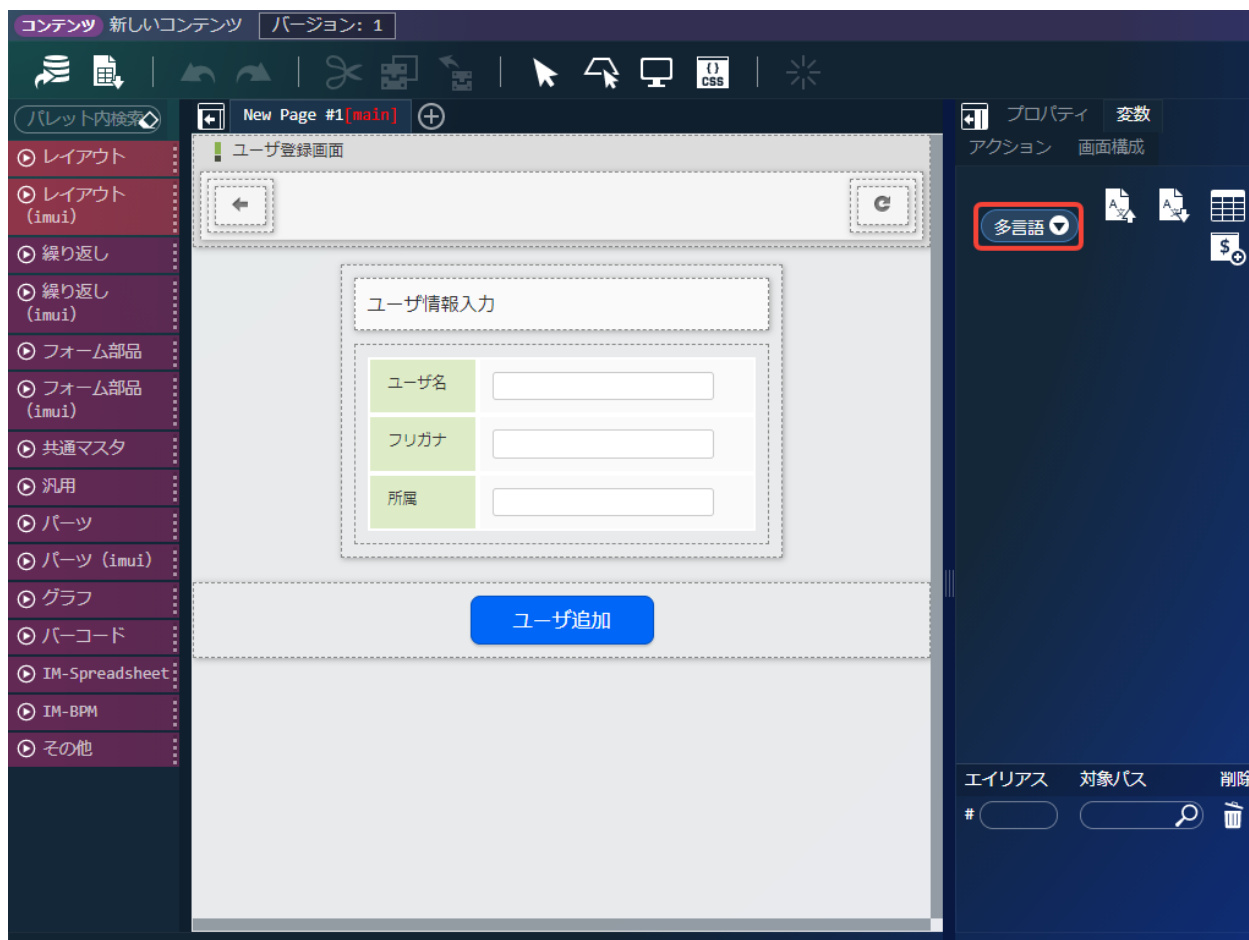 コンテンツ 新しいコンテンツ バージョン: 1
{} CSS
パレット内検索
New Page #1[main]
プロパティ 変数
アクション 画面構成
レイアウト
レイアウト
(imui)
繰り返し
繰り返し
(imui)
フォーム部品
フォーム部品
(imui)
共通マスタ
汎用
パーツ
パーツ (imui)
グラフ
バーコード
IM-Spreadsheet
IM-BPM
その他
ユーザ登録画面
ユーザ情報入力
ユーザ名
フリガナ
所属
ユーザ追加
多言語
A文
A文
$
エイリアス 対象パス 削除
#